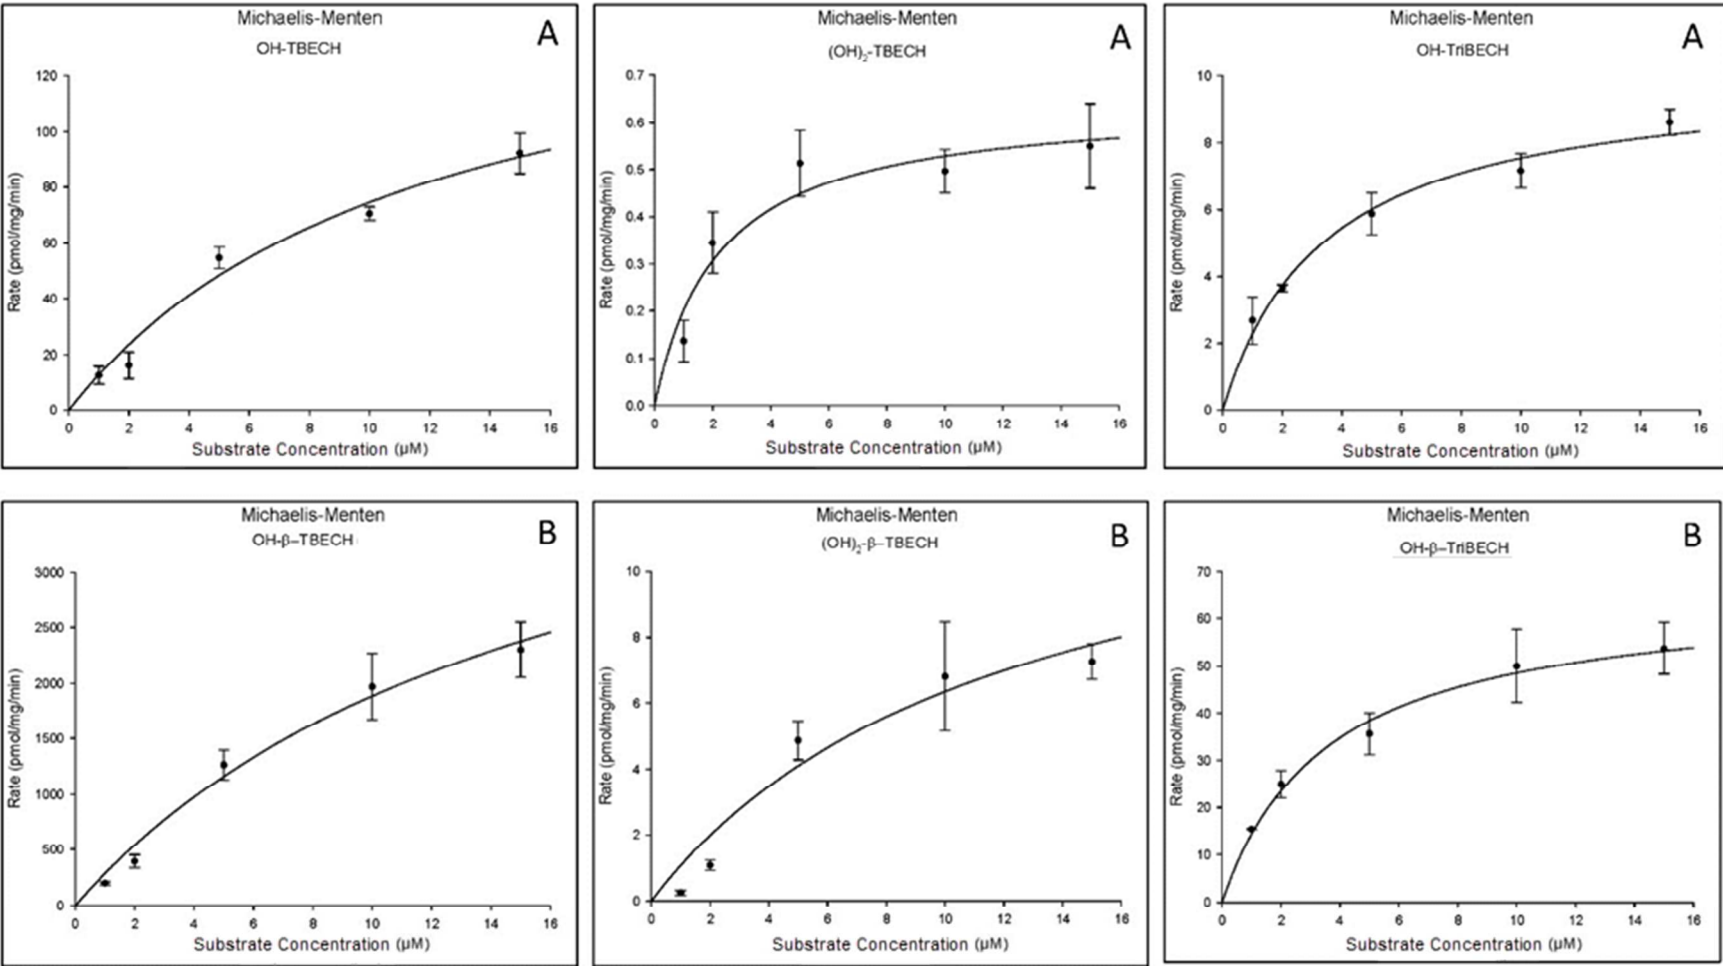 Michaelis-Menten
A
OH-TBECH
120
100
80
60
40
20
0
Rate (pmol/mg/min)
0 2 4 6 8 10 12 14 16
Substrate Concentration (µM)
Michaelis-Menten
A
(OH)₂-TBECH
0.7
0.6
0.5
0.4
0.3
0.2
0.1
0.0
Rate (pmol/mg/min)
0 2 4 6 8 10 12 14 16
Substrate Concentration (µM)
Michaelis-Menten
A
OH-TriBECH
10
8
6
4
2
0
Rate (pmol/mg/min)
0 2 4 6 8 10 12 14 16
Substrate Concentration (µM)
Michaelis-Menten
B
OH-β–TBECH
3000
2500
2000
1500
1000
500
0
Rate (pmol/mg/min)
0 2 4 6 8 10 12 14 16
Substrate Concentration (µM)
Michaelis-Menten
B
(OH)₂-β–TBECH
10
8
6
4
2
0
Rate (pmol/mg/min)
0 2 4 6 8 10 12 14 16
Substrate Concentration (µM)
Michaelis-Menten
B
OH-β–TriBECH
70
60
50
40
30
20
10
0
Rate (pmol/mg/min)
0 2 4 6 8 10 12 14 16
Substrate Concentration (µM)